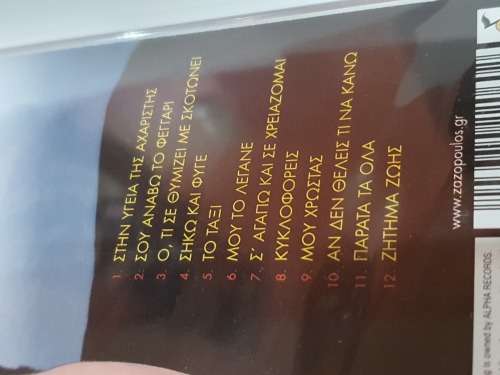 1. ΣΤΗΝ ΥΓΕΙΑ ΤΗΣ ΑΧΑΡΙΣΤΗΣ
2. ΣΟΥ ΑΝΑΒΩ ΤΟ ΦΕΓΓΑΡΙ
3. Ο,ΤΙ ΣΕ ΘΥΜΙΖΕΙ ΜΕ ΣΚΟΤΩΝΕΙ
4. ΣΗΚΩ ΚΑΙ ΦΥΓΕ
5. ΤΟ ΤΑΞΙ
6. ΜΟΥ ΤΟ ΛΕΓΑΝΕ
7. Σ' ΑΓΑΠΩ ΚΑΙ ΣΕ ΧΡΕΙΑΖΟΜΑΙ
8. ΚΥΚΛΟΦΟΡΕΙΣ
9. ΜΟΥ ΧΡΩΣΤΑΣ
10. ΑΝ ΔΕΝ ΘΕΛΕΙΣ ΤΙ ΝΑ ΚΑΝΩ
11. ΠΑΡΑΤΑ ΤΑ ΟΛΑ
12. ΖΗΤΗΜΑ ΖΩΗΣ
www.zazopoulos.gr
is owned by ALPHA RECORDS.